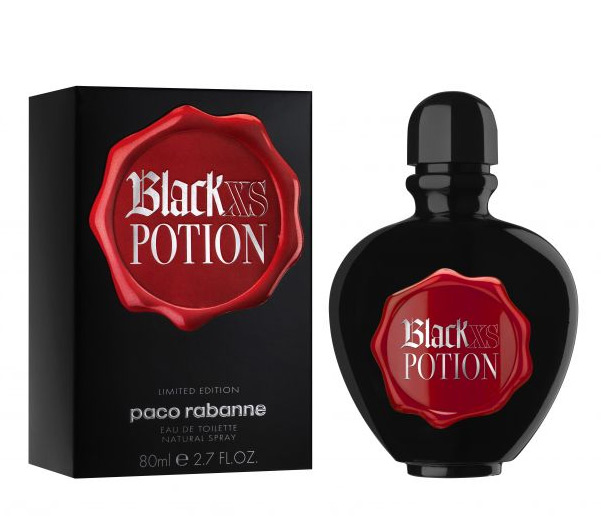 Black XS
POTION
LIMITED EDITION
paco rabanne
EAU DE TOILETTE
NATURAL SPRAY
80ml ℮ 2.7 FL.OZ.
Black XS
POTION